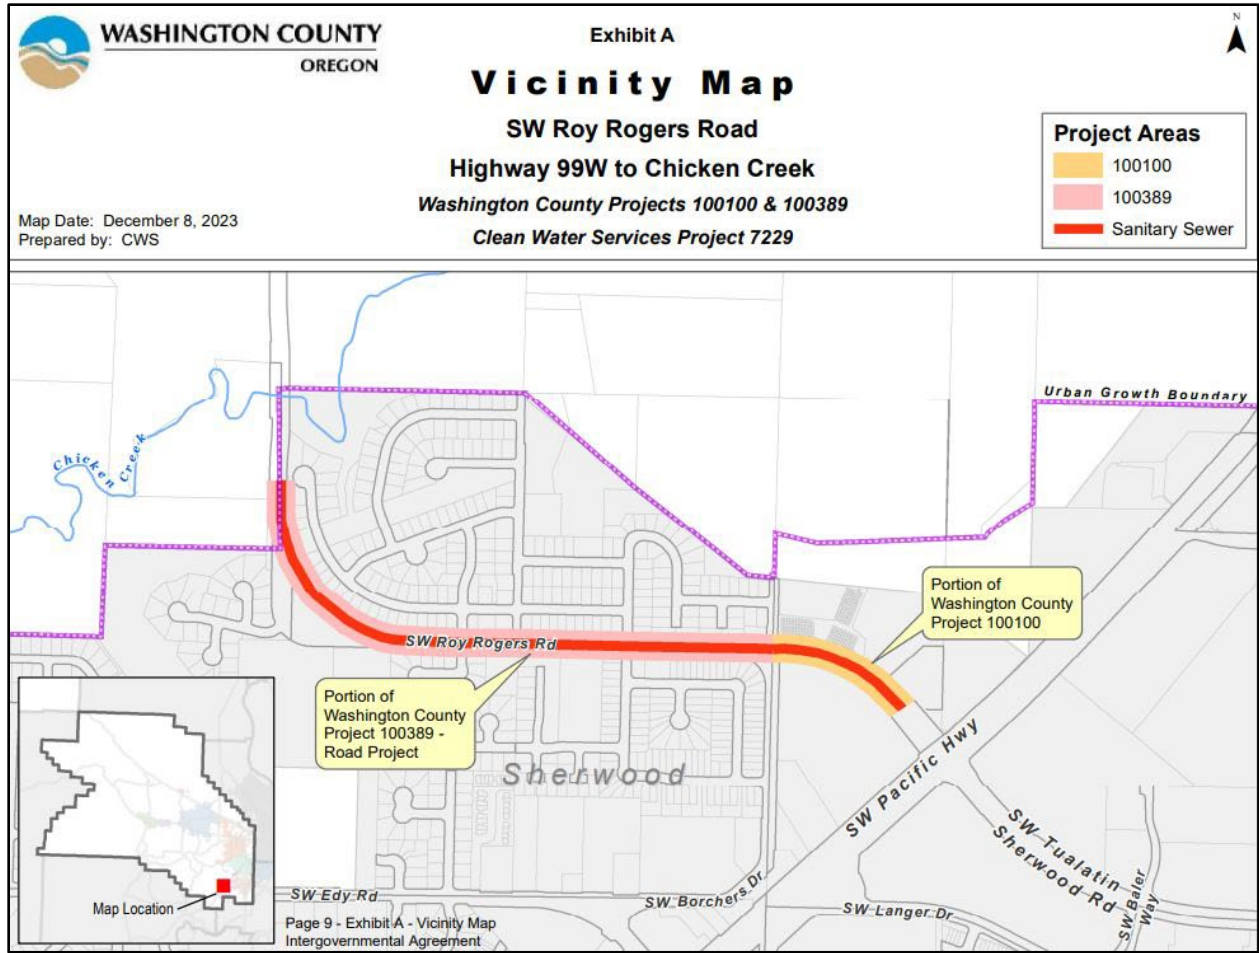 WASHINGTON COUNTY
OREGON
Exhibit A
N
Vicinity Map
SW Roy Rogers Road
Highway 99W to Chicken Creek
Washington County Projects 100100 & 100389
Clean Water Services Project 7229
Map Date: December 8, 2023
Prepared by: CWS
Project Areas
100100
100389
Sanitary Sewer
Urban Growth Boundary
Chicken Creek
Portion of
Washington County
Project 100100
SW Roy Rogers Rd
Portion of
Washington County
Project 100389 -
Road Project
Sherwood
SW Pacific Hwy
SW Tualatin
Sherwood Rd
SW Baler
Way
SW Edy Rd
SW Borchers Dr
SW Langer Dr
Map Location
Page 9 - Exhibit A - Vicinity Map
Intergovernmental Agreement